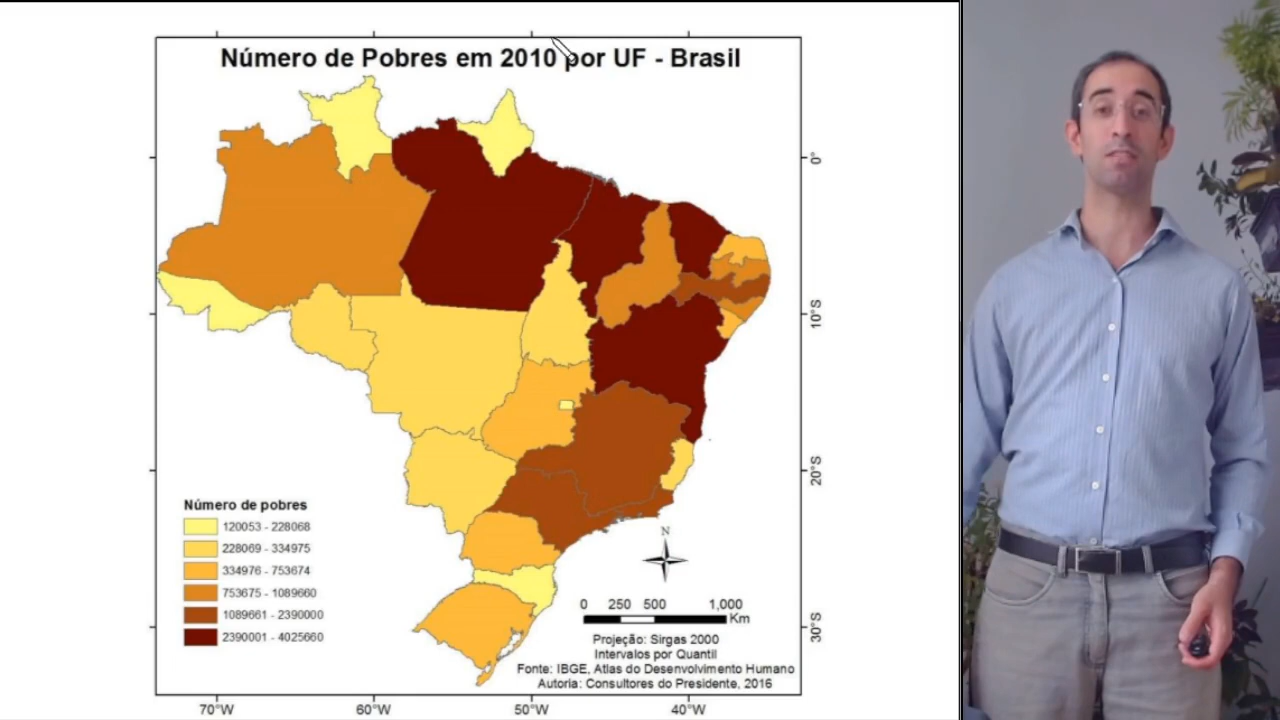 Número de Pobres em 2010 por UF - Brasil
0°
10°S
20°S
30°S
Número de pobres
120053 - 228068
228069 - 334975
334976 - 753674
753675 - 1089660
1089661 - 2390000
2390001 - 4025660
N
0 250 500 1,000
Km
Projeção: Sirgas 2000
Intervalos por Quantil
Fonte: IBGE, Atlas do Desenvolvimento Humano
Autoria: Consultores do Presidente, 2016
70°W 60°W 50°W 40°W